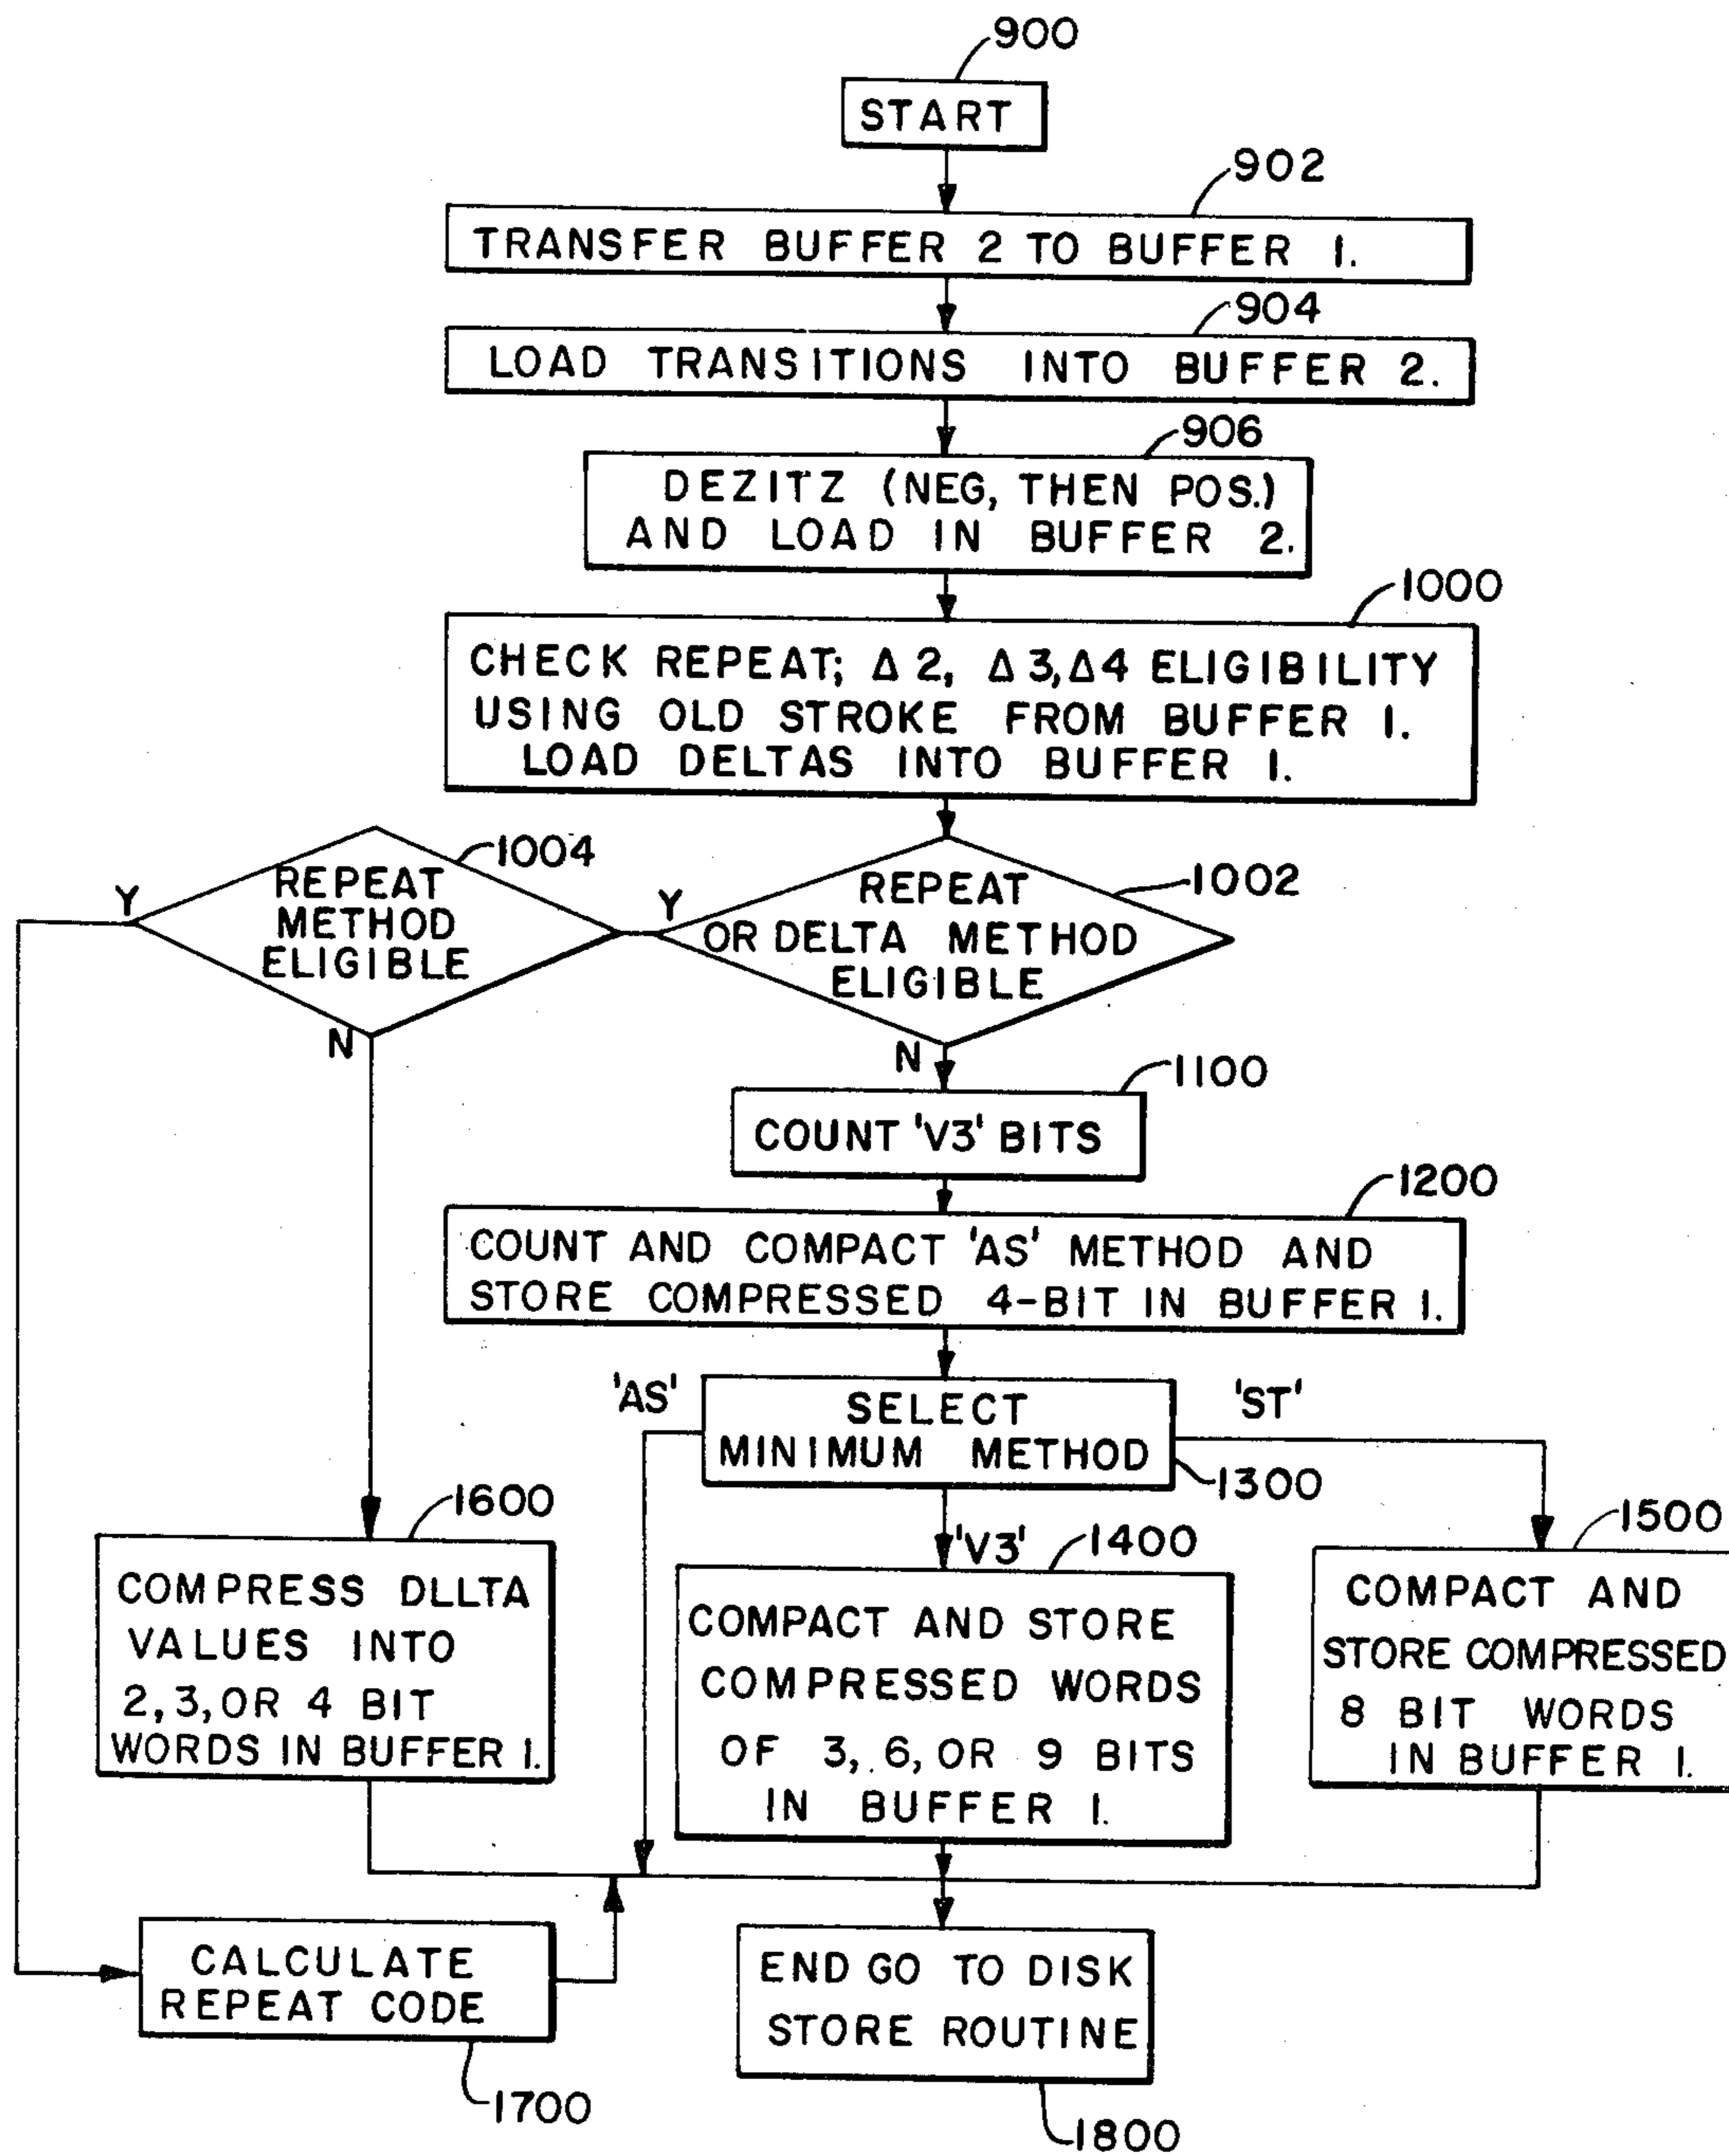 900
START
902
TRANSFER BUFFER 2 TO BUFFER 1.
904
LOAD TRANSITIONS INTO BUFFER 2.
906
DEZITZ (NEG, THEN POS.)
AND LOAD IN BUFFER 2.
1000
CHECK REPEAT; Δ2, Δ3,Δ4 ELIGIBILITY
USING OLD STROKE FROM BUFFER 1.
LOAD DELTAS INTO BUFFER 1.
1004
Y
REPEAT
METHOD
ELIGIBLE
N
1002
Y
REPEAT
OR DELTA METHOD
ELIGIBLE
N
1100
COUNT 'V3' BITS
1200
COUNT AND COMPACT 'AS' METHOD AND
STORE COMPRESSED 4-BIT IN BUFFER 1.
'AS'
SELECT
MINIMUM METHOD
'ST'
1300
1600
COMPRESS DLLTA
VALUES INTO
2,3,OR 4 BIT
WORDS IN BUFFER 1.
'V3'
1400
COMPACT AND STORE
COMPRESSED WORDS
OF 3, 6, OR 9 BITS
IN BUFFER 1.
1500
COMPACT AND
STORE COMPRESSED
8 BIT WORDS
IN BUFFER 1.
CALCULATE
REPEAT CODE
1700
END GO TO DISK
STORE ROUTINE
1800